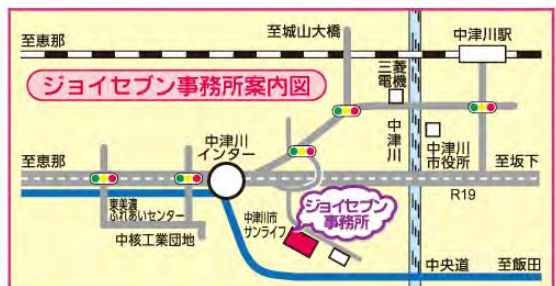 至城山大橋
中津川駅
至恵那
三菱
電機
ジョイセブン事務所案内図
中津川
中津川
市役所
中津川
インター
至恵那
至坂下
R19
東美濃
ふれあいセンター
中核工業団地
中津川市
サンライフ
ジョイセブン
事務所
中央道
至飯田